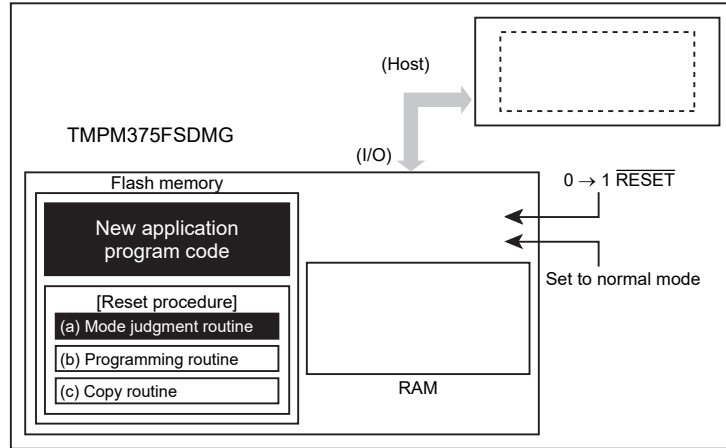 (Host)
TMPM375FSDMG
(I/O)
Flash memory
0 → 1 RESET
New application
program code
Set to normal mode
[Reset procedure]
(a) Mode judgment routine
(b) Programming routine
(c) Copy routine
RAM